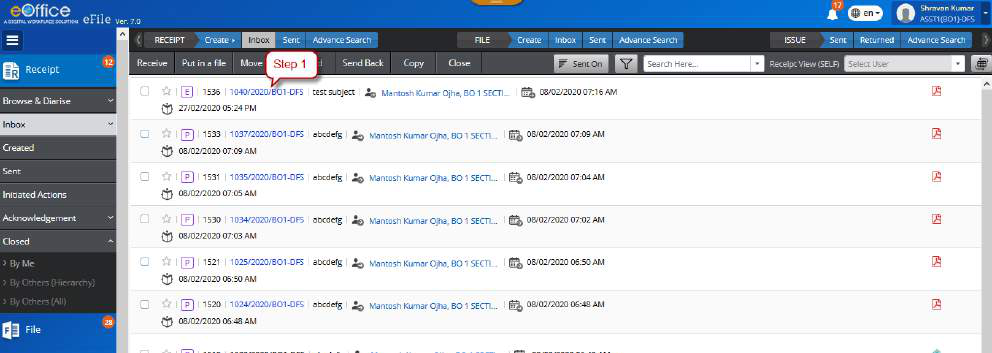 eOffice
A DIGITAL WORKPLACE SOLUTION
eFile Ver. 7.0
17
en
Shravan Kumar
ASST1(BO1)-DFS
RECEIPT Create Inbox Sent Advance Search
FILE Create Inbox Sent Advance Search
ISSUE Sent Returned Advance Search
Receive Put in a file Move Send Back Copy Close
Step 1
Sent On
Search Here...
Receipt View (SELF)
Select User
Receipt 12
Browse & Diarise
Inbox
Created
Sent
Initiated Actions
Acknowledgement
Closed
By Me
By Others (Hierarchy)
By Others (All)
File 28
E 1536 1040/2020/BO1-DFS test subject Mantosh Kumar Ojha, BO 1 SECTION... 08/02/2020 07:16 AM
27/02/2020 05:24 PM
P 1533 1037/2020/BO1-DFS abcdefg Mantosh Kumar Ojha, BO 1 SECTI... 08/02/2020 07:09 AM
08/02/2020 07:09 AM
P 1531 1035/2020/BO1-DFS abcdefg Mantosh Kumar Ojha, BO 1 SECTI... 08/02/2020 07:04 AM
08/02/2020 07:05 AM
P 1530 1034/2020/BO1-DFS abcdefg Mantosh Kumar Ojha, BO 1 SECTI... 08/02/2020 07:02 AM
08/02/2020 07:03 AM
P 1521 1025/2020/BO1-DFS abcdefg Mantosh Kumar Ojha, BO 1 SECTI... 08/02/2020 06:50 AM
08/02/2020 06:50 AM
P 1520 1024/2020/BO1-DFS abcdefg Mantosh Kumar Ojha, BO 1 SECTI... 08/02/2020 06:48 AM
08/02/2020 06:48 AM